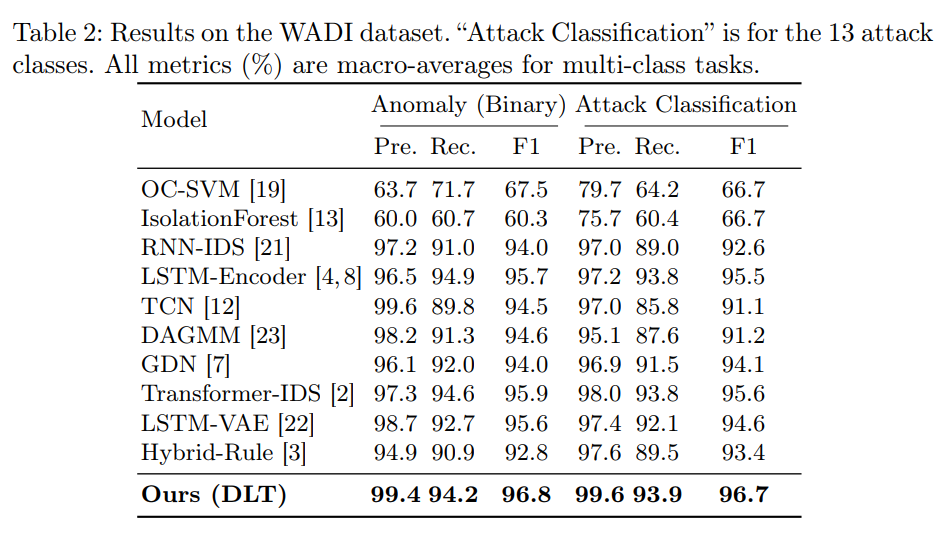 Table 2: Results on the WADI dataset. “Attack Classification” is for the 13 attack
classes. All metrics (%) are macro-averages for multi-class tasks.
Model Anomaly (Binary) Attack Classification
Pre. Rec. F1 Pre. Rec. F1
OC-SVM [19] 63.7 71.7 67.5 79.7 64.2 66.7
IsolationForest [13] 60.0 60.7 60.3 75.7 60.4 66.7
RNN-IDS [21] 97.2 91.0 94.0 97.0 89.0 92.6
LSTM-Encoder [4,8] 96.5 94.9 95.7 97.2 93.8 95.5
TCN [12] 99.6 89.8 94.5 97.0 85.8 91.1
DAGMM [23] 98.2 91.3 94.6 95.1 87.6 91.2
GDN [7] 96.1 92.0 94.0 96.9 91.5 94.1
Transformer-IDS [2] 97.3 94.6 95.9 98.0 93.8 95.6
LSTM-VAE [22] 98.7 92.7 95.6 97.4 92.1 94.6
Hybrid-Rule [3] 94.9 90.9 92.8 97.6 89.5 93.4
Ours (DLT) 99.4 94.2 96.8 99.6 93.9 96.7